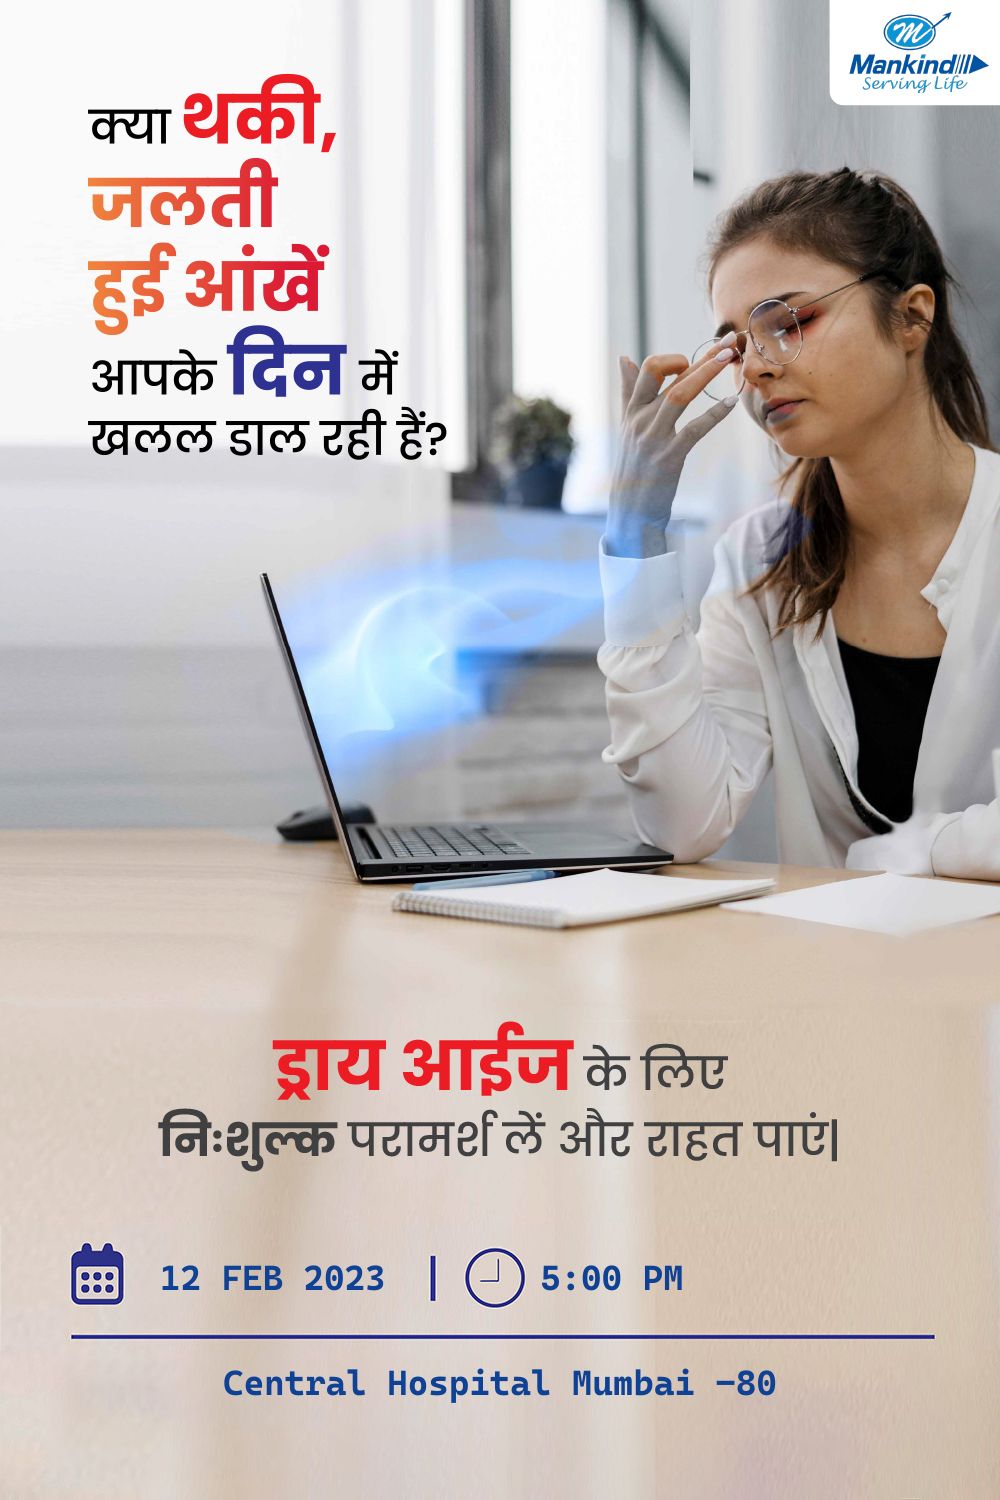 Mankind
Serving Life
क्या थकी,
जलती
हुई आंखें
आपके दिन में
खलल डाल रही हैं?
ड्राय आईज के लिए
निःशुल्क परामर्श लें और राहत पाएं|
12 FEB 2023 | 5:00 PM
Central Hospital Mumbai -80